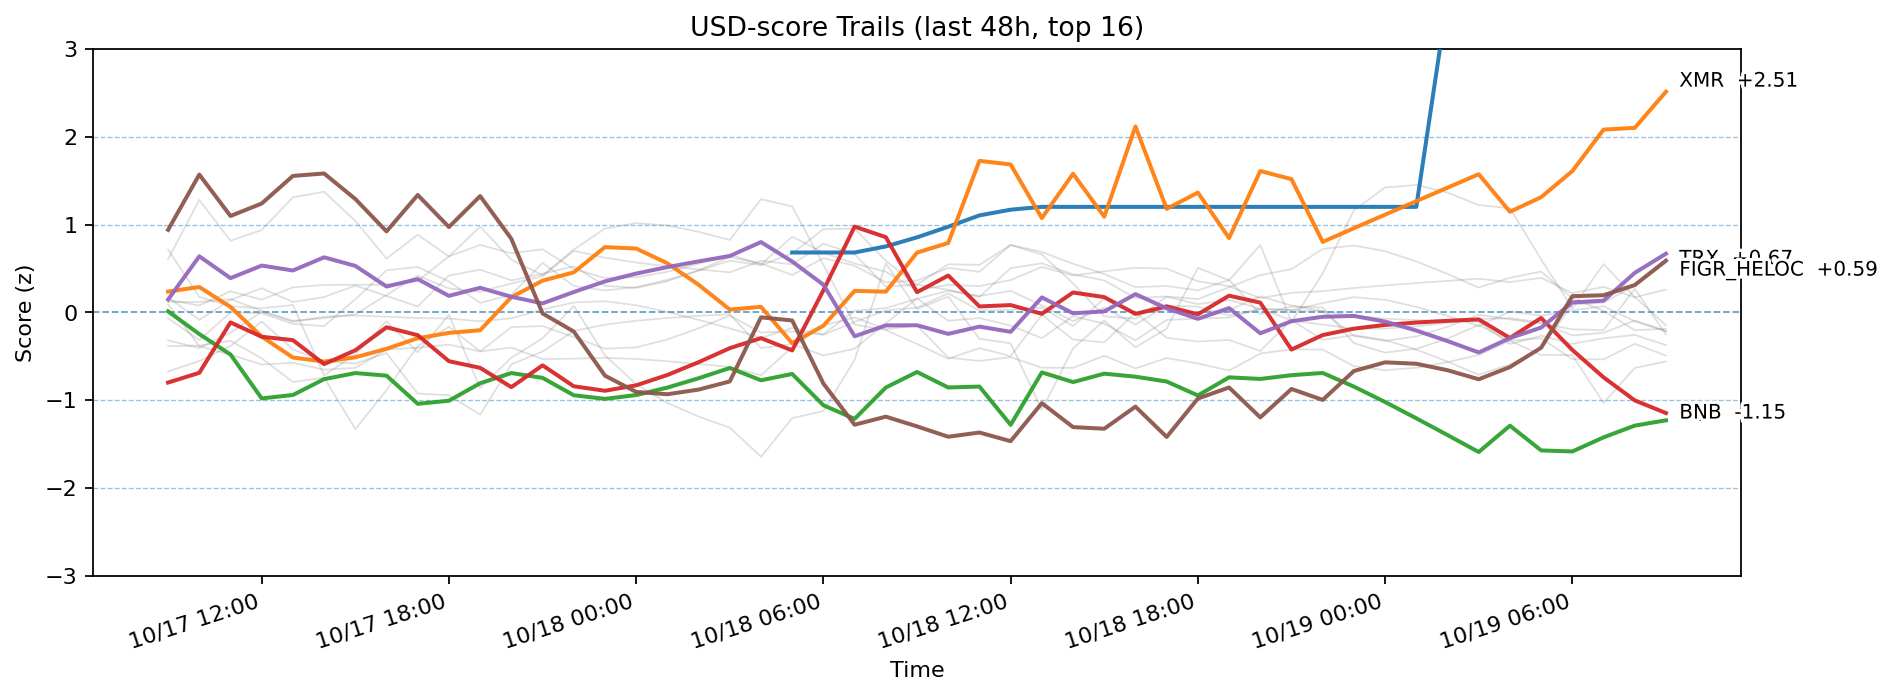 USD-score Trails (last 48h, top 16)
Score (z)
3
2
1
0
−1
−2
−3
XMR +2.51
TRX +0.67
FIGR_HELOC +0.59
BNB -1.15
10/17 12:00
10/17 18:00
10/18 00:00
10/18 06:00
10/18 12:00
10/18 18:00
10/19 00:00
10/19 06:00
Time